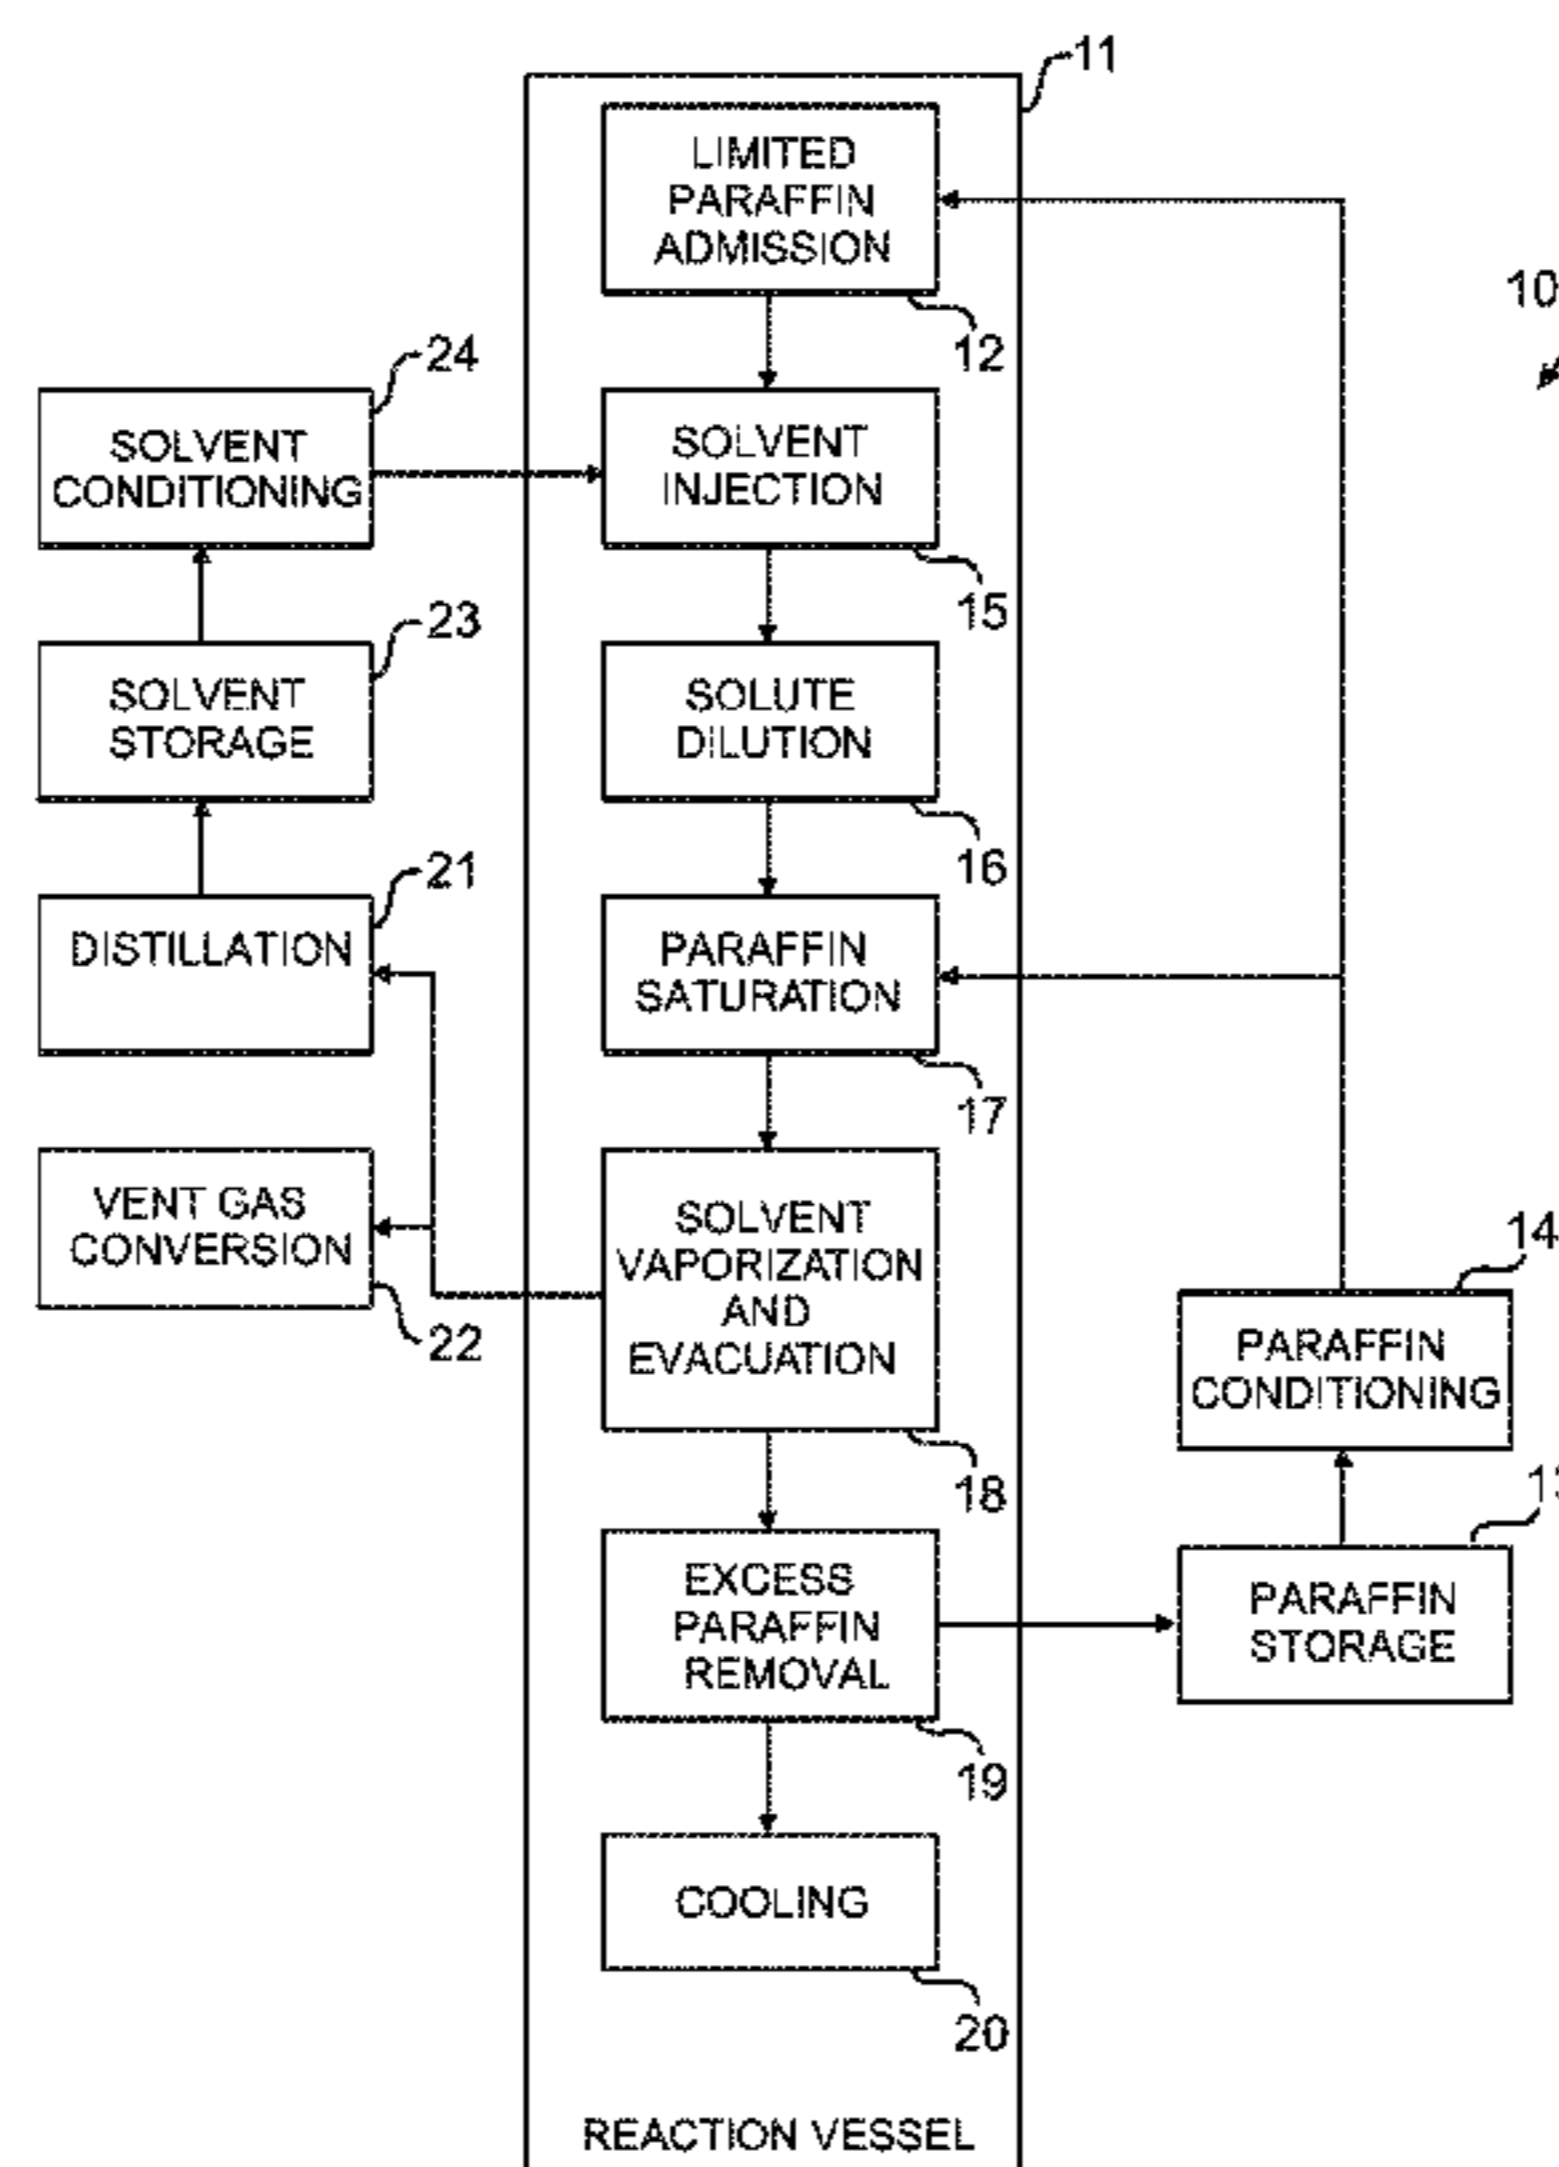 11
LIMITED
PARAFFIN
ADMISSION
12
10
24
SOLVENT
CONDITIONING
SOLVENT
INJECTION
15
23
SOLVENT
STORAGE
SOLUTE
DILUTION
16
21
DISTILLATION
PARAFFIN
SATURATION
17
VENT GAS
CONVERSION
22
SOLVENT
VAPORIZATION
AND
EVACUATION
18
14
PARAFFIN
CONDITIONING
EXCESS
PARAFFIN
REMOVAL
19
PARAFFIN
STORAGE
COOLING
20
REACTION VESSEL